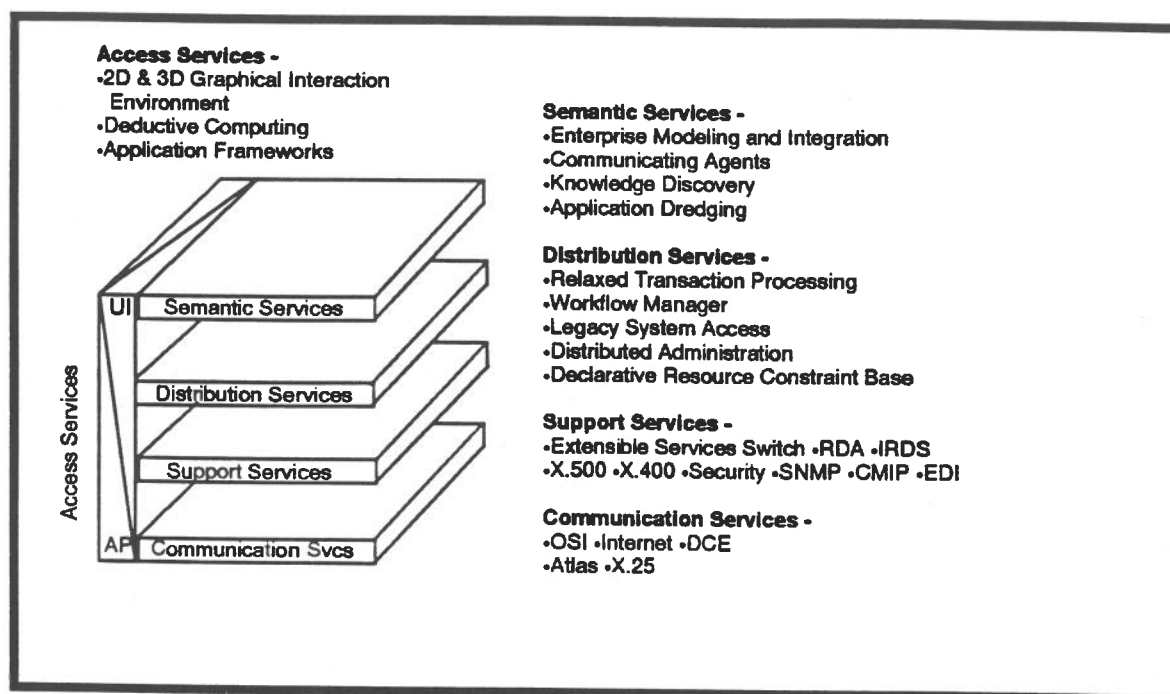 Access Services -
•2D & 3D Graphical Interaction
Environment
•Deductive Computing
•Application Frameworks
Semantic Services -
•Enterprise Modeling and Integration
•Communicating Agents
•Knowledge Discovery
•Application Dredging
Distribution Services -
•Relaxed Transaction Processing
•Workflow Manager
•Legacy System Access
•Distributed Administration
•Declarative Resource Constraint Base
Support Services -
•Extensible Services Switch •RDA •IRDS
•X.500 •X.400 •Security •SNMP •CMIP •EDI
Communication Services -
•OSI •Internet •DCE
•Atlas •X.25
Access Services
UI
Semantic Services
Distribution Services
Support Services
AP
Communication Svcs